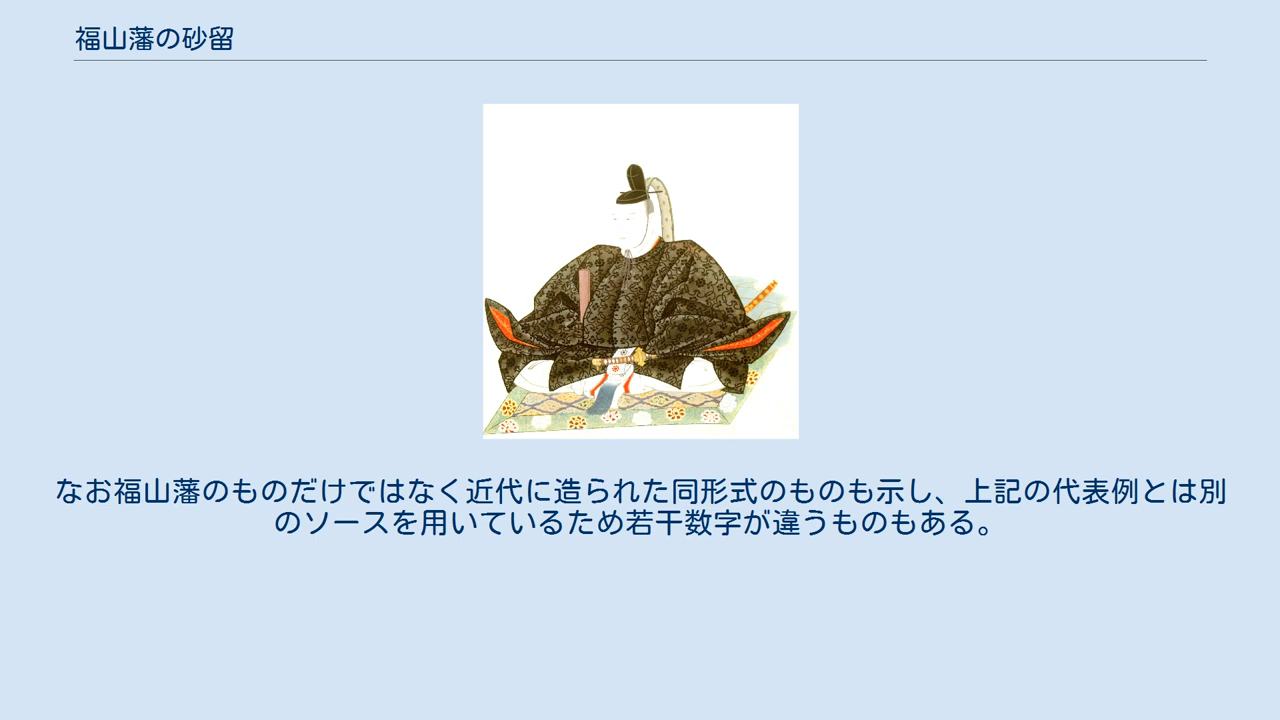 福山藩の砂留
なお福山藩のものだけではなく近代に造られた同形式のものも示し、上記の代表例とは別
のソースを用いているため若干数字が違うものもある。